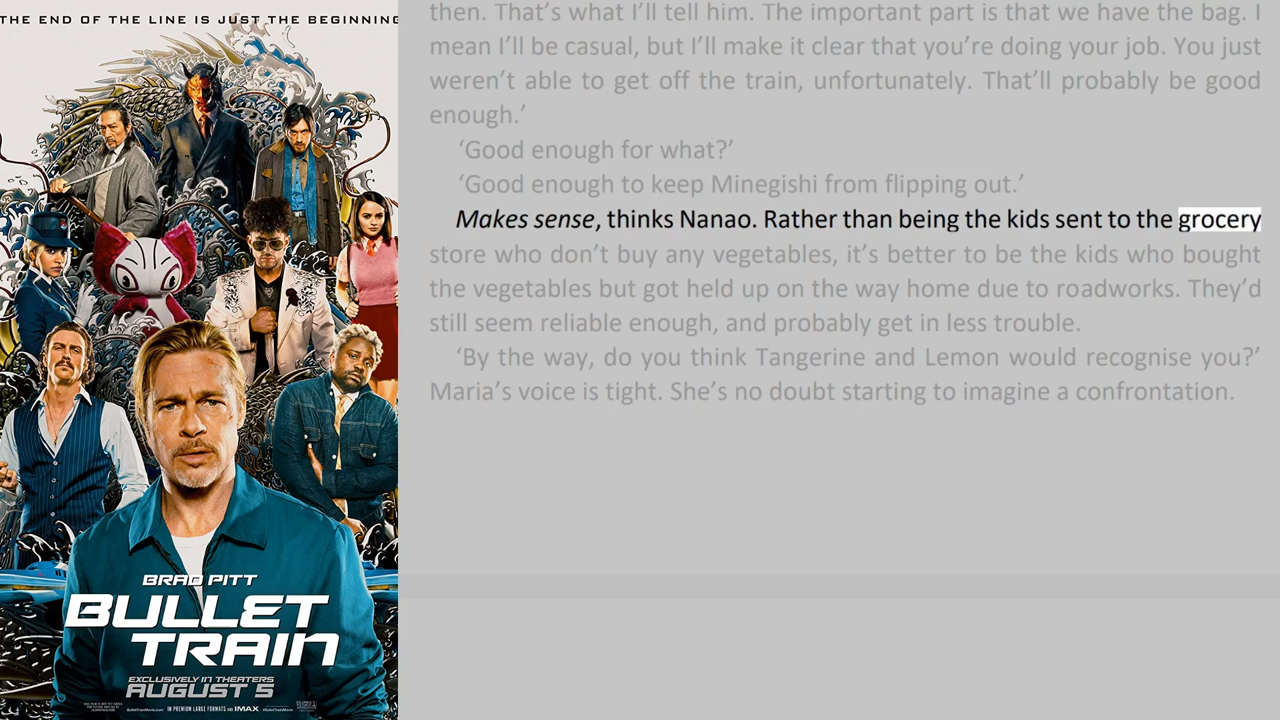 THE END OF THE LINE IS JUST THE BEGINNING
BRAD PITT
BULLET
TRAIN
EXCLUSIVELY IN THEATERS
AUGUST 5
BulletTrainMovie.com
IN PREMIUM LARGE FORMATS AND IMAX
#BulletTrainMovie
then. That’s what I’ll tell him. The important part is that we have the bag. I
mean I’ll be casual, but I’ll make it clear that you’re doing your job. You just
weren’t able to get off the train, unfortunately. That’ll probably be good
enough.’
‘Good enough for what?’
‘Good enough to keep Minegishi from flipping out.’
Makes sense, thinks Nanao. Rather than being the kids sent to the grocery
store who don’t buy any vegetables, it’s better to be the kids who bought
the vegetables but got held up on the way home due to roadworks. They’d
still seem reliable enough, and probably get in less trouble.
‘By the way, do you think Tangerine and Lemon would recognise you?’
Maria’s voice is tight. She’s no doubt starting to imagine a confrontation.